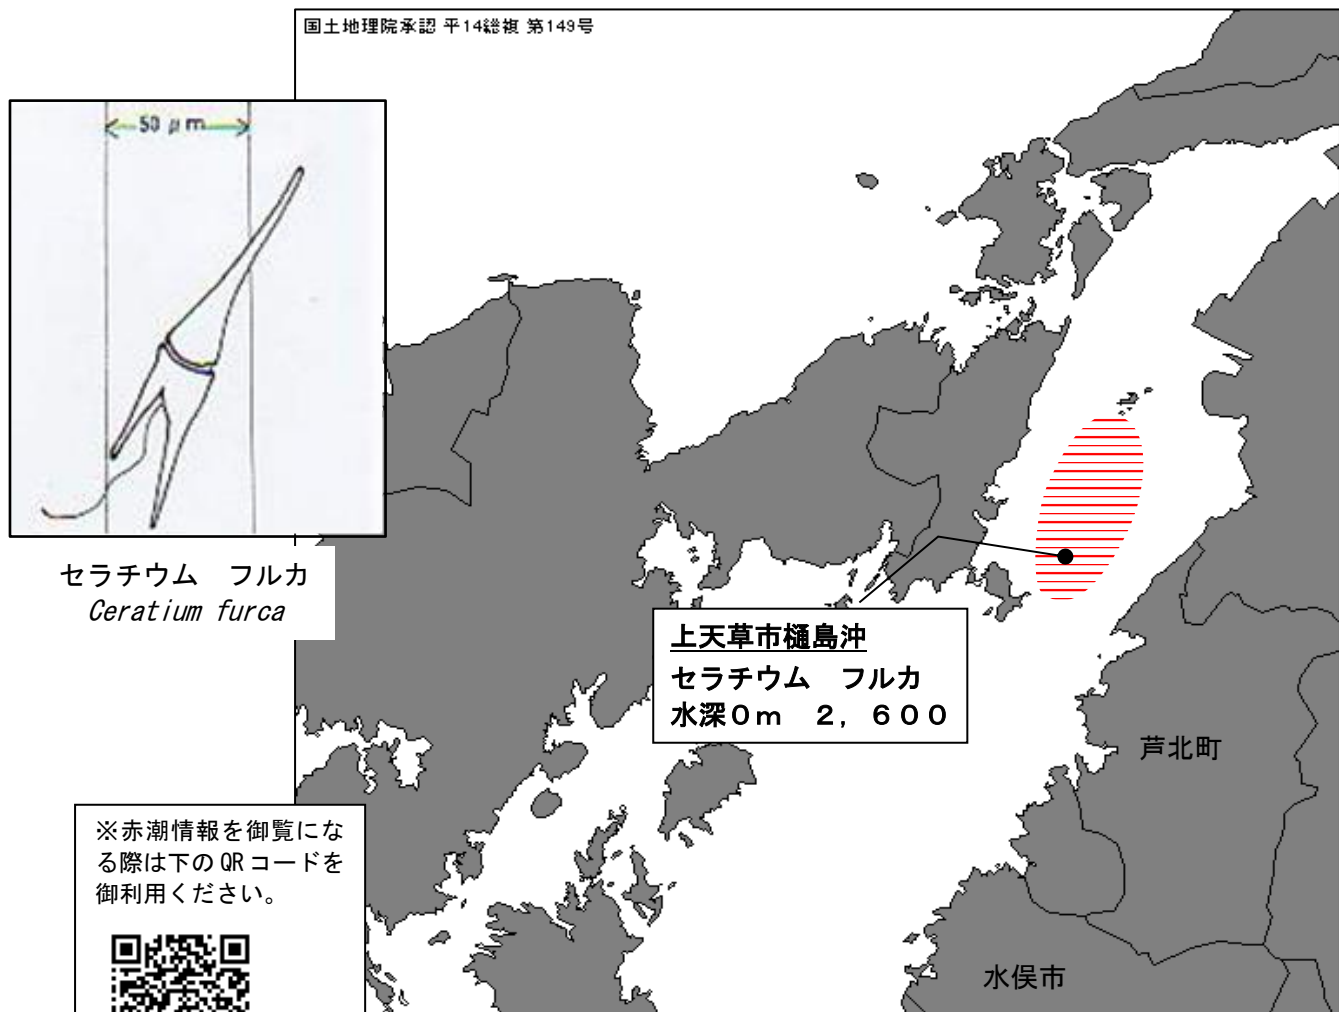 国土地理院承認 平14総複 第149号
50 μm
セラチウム フルカ
Ceratium furca
上天草市樋島沖
セラチウム フルカ
水深0m 2,600
芦北町
※赤潮情報を御覧にな
る際は下のQRコードを
御利用ください。
水俣市